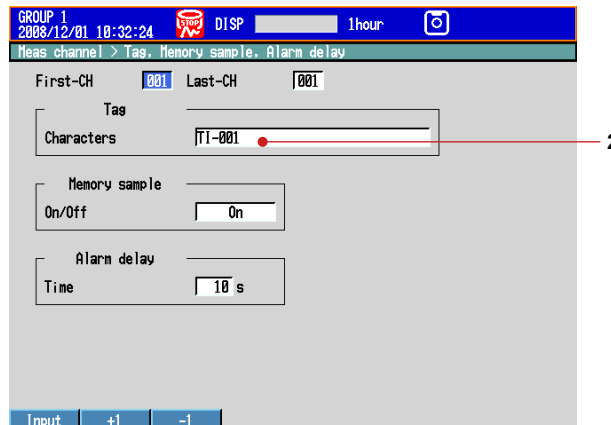 GROUP 1
2008/12/01 10:32:24 STOP DISP 1hour
Meas channel > Tag, Memory sample, Alarm delay
First-CH 001 Last-CH 001
Tag
Characters TI-001
2
Memory sample
On/Off On
Alarm delay
Time 10 s
Input +1 -1